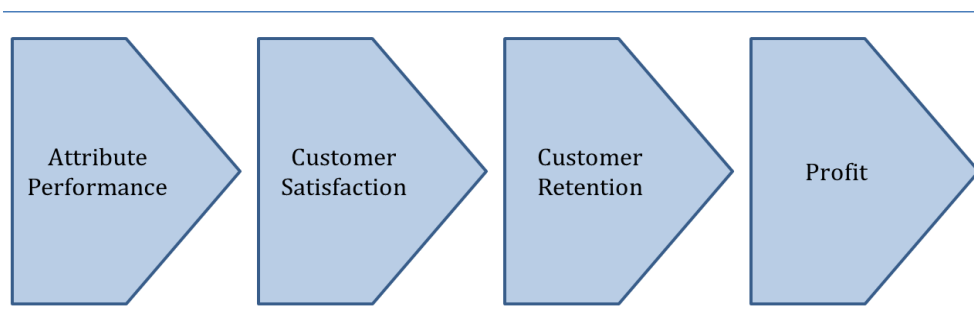 Attribute
Performance
Customer
Satisfaction
Customer
Retention
Profit